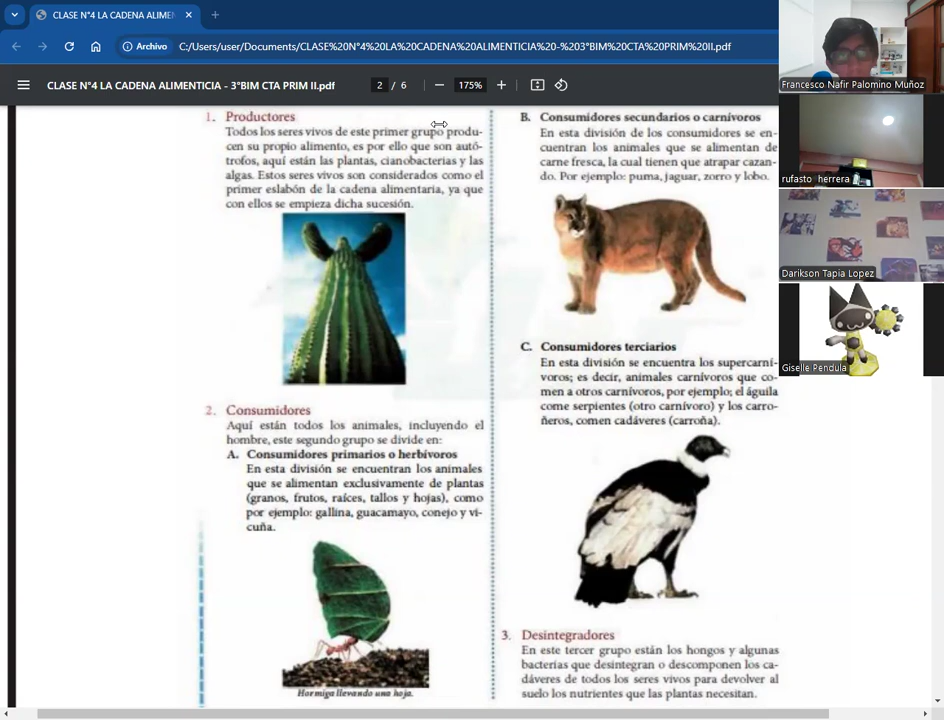 CLASE N°4 LA CADENA ALIMEN
Archivo
C:/Users/user/Documents/CLASE%20N°4%20LA%20CADENA%20ALIMENTICIA%20-%203°BIM%20CTA%20PRIM%20II.pdf
CLASE N°4 LA CADENA ALIMENTICIA - 3°BIM CTA PRIM II.pdf
2 / 6
175%
1. Productores
Todos los seres vivos de este primer grupo produ-
cen su propio alimento, es por ello que son autó-
trofos, aquí están las plantas, cianobacterias y las
algas. Estos seres vivos son considerados como el
primer eslabón de la cadena alimentaria, ya que
con ellos se empieza dicha sucesión.
2. Consumidores
Aquí están todos los animales, incluyendo el
hombre, este segundo grupo se divide en:
A. Consumidores primarios o herbívoros
En esta división se encuentran los animales
que se alimentan exclusivamente de plantas
(granos, frutos, raíces, tallos y hojas), como
por ejemplo: gallina, guacamayo, conejo y vi-
cuña.
Hormiga llevando una hoja.
B. Consumidores secundarios o carnívoros
En esta división de los consumidores se en-
cuentran los animales que se alimentan de
carne fresca, la cual tienen que atrapar cazan-
do. Por ejemplo: puma, jaguar, zorro y lobo.
C. Consumidores terciarios
En esta división se encuentra los supercarní-
voros; es decir, animales carnívoros que co-
men a otros carnívoros, por ejemplo; el águila
come serpientes (otro carnívoro) y los carro-
ñeros, comen cadáveres (carroña).
3. Desintegradores
En este tercer grupo están los hongos y algunas
bacterias que desintegran o descomponen los ca-
dáveres de todos los seres vivos para devolver al
suelo los nutrientes que las plantas necesitan.
Francesco Nafir Palomino Muñoz
rufasto herrera
Darikson Tapia Lopez
Giselle Pendula